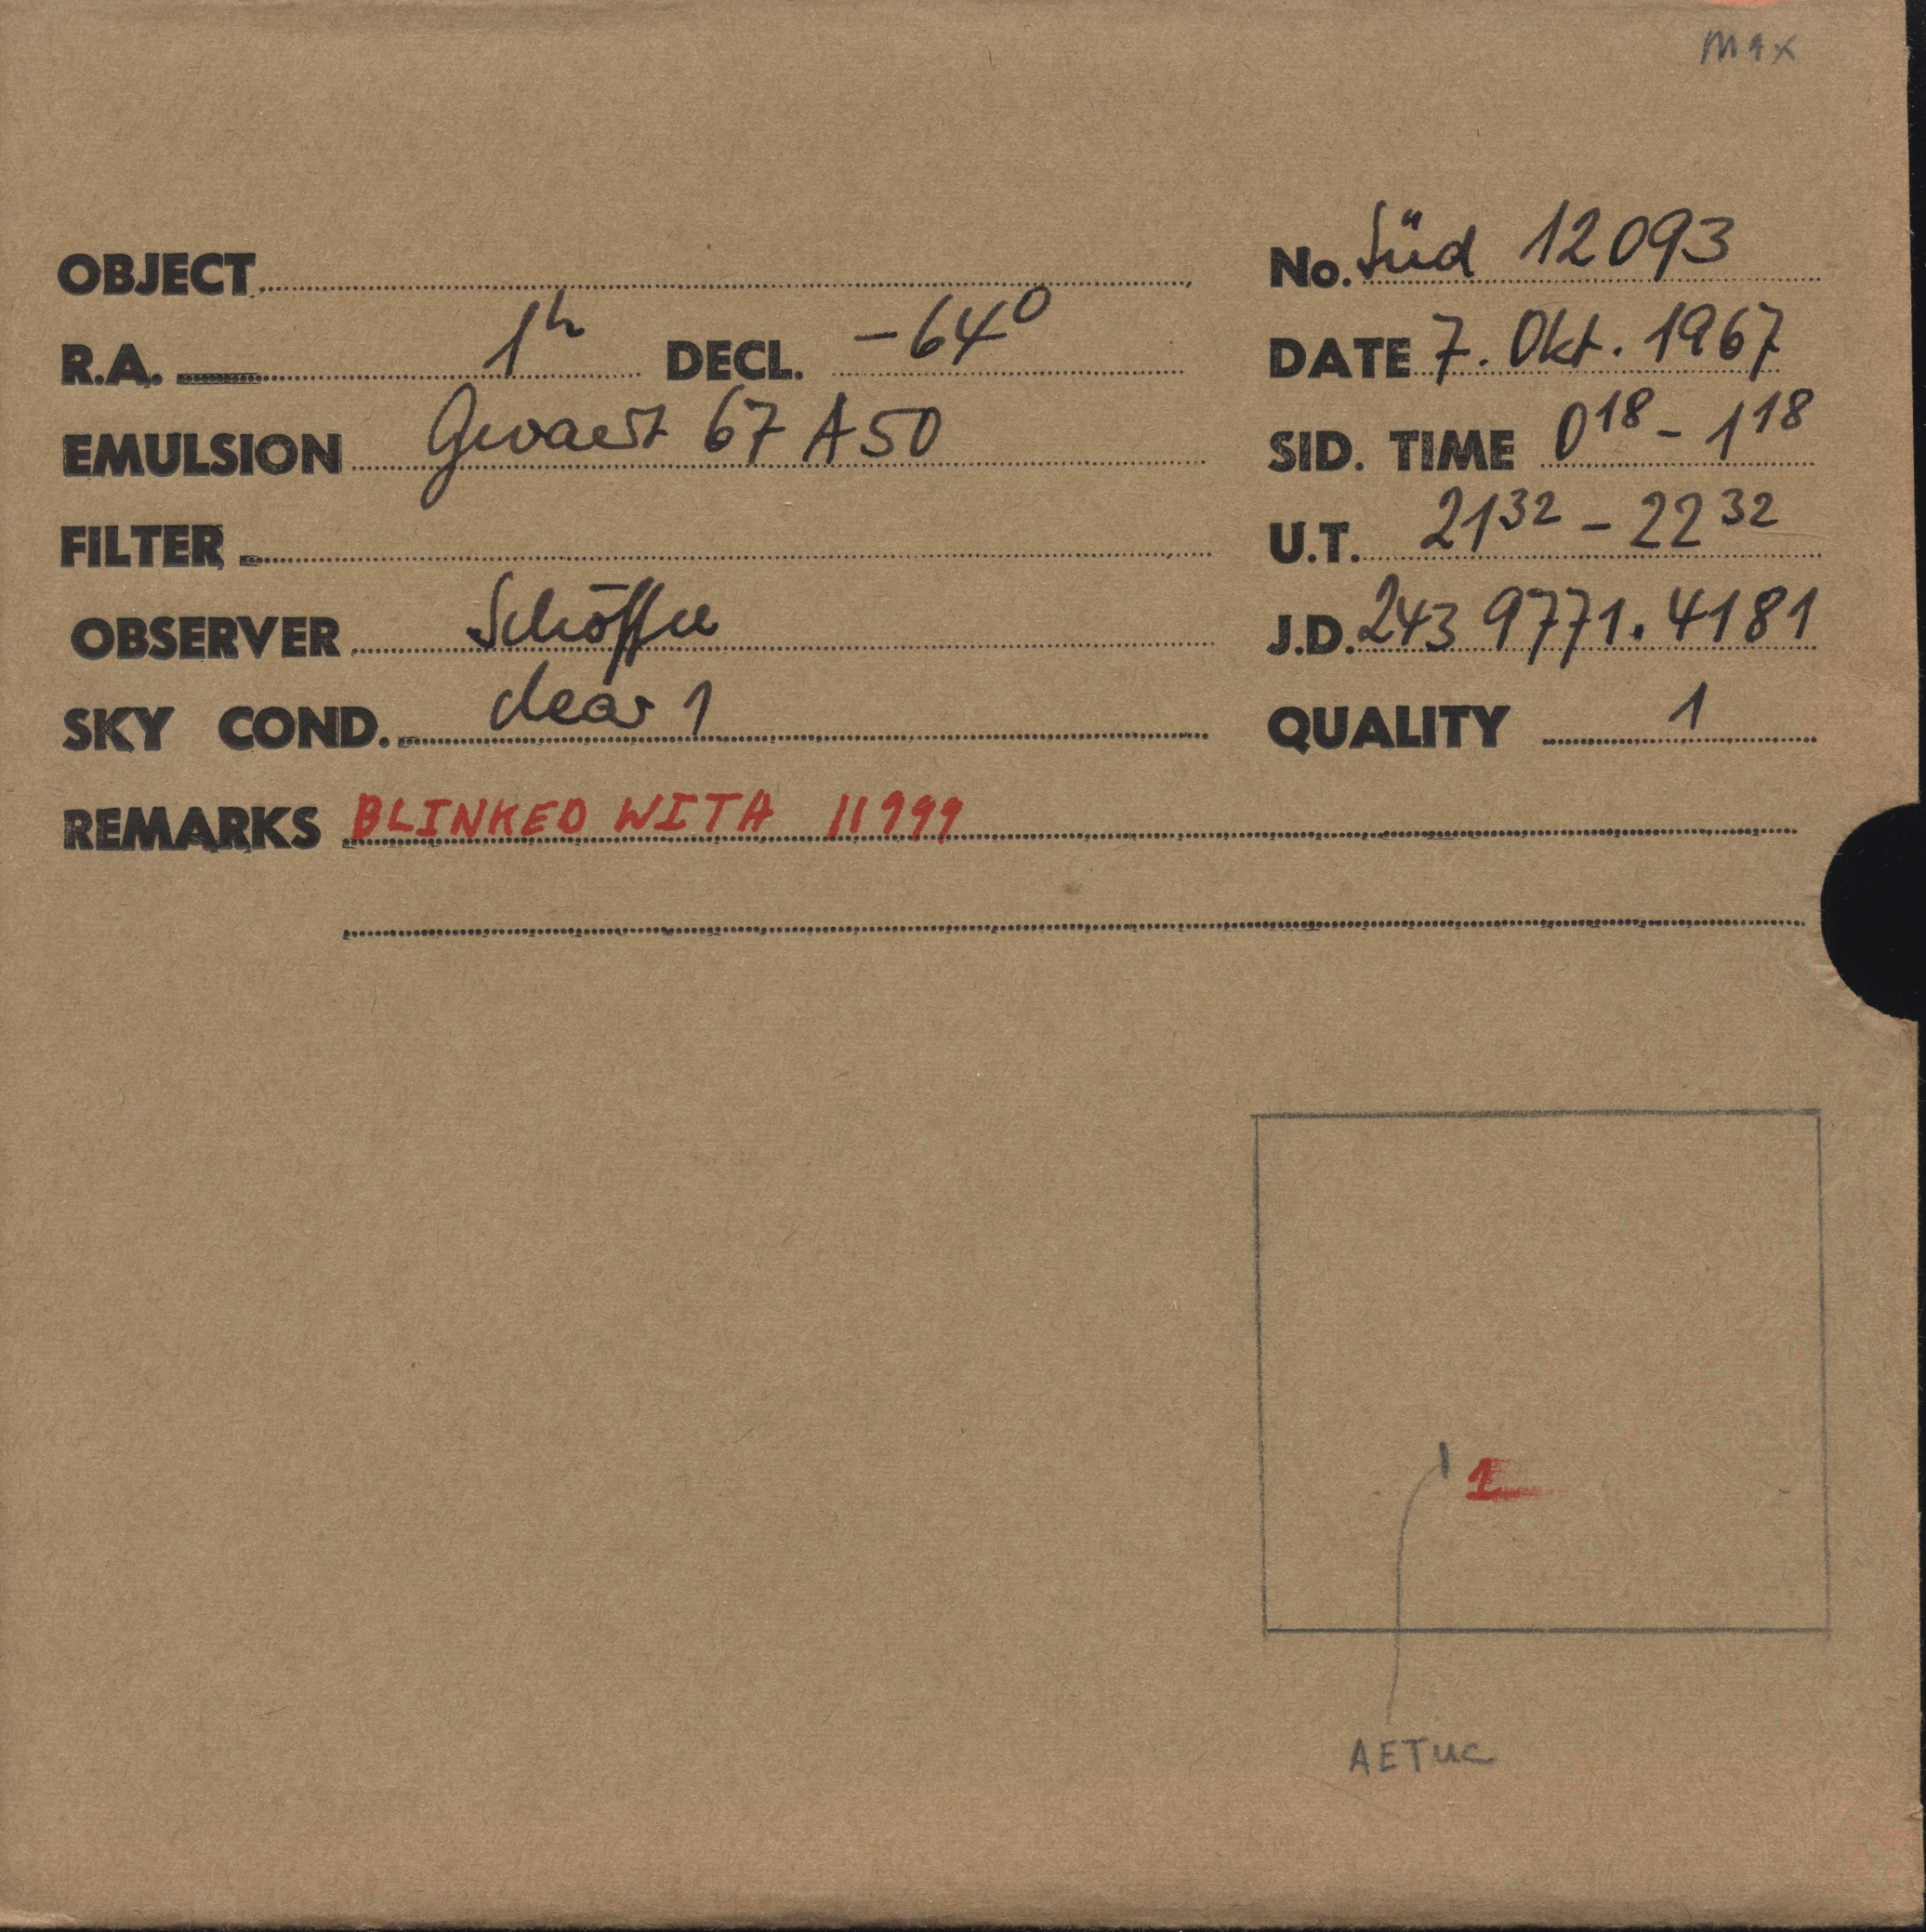 MAX
OBJECT
No. Süd 12093
R.A. 1h DECL. -64°
DATE 7. Okt. 1967
EMULSION Gevaert 67 A 50
SID. TIME 0 18 - 1 18
FILTER
U.T. 21 32 - 22 32
OBSERVER Schöffel
J.D. 243 9771.4181
SKY COND. clear 1
QUALITY 1
REMARKS BLINKED WITH 11999
1
AETUC